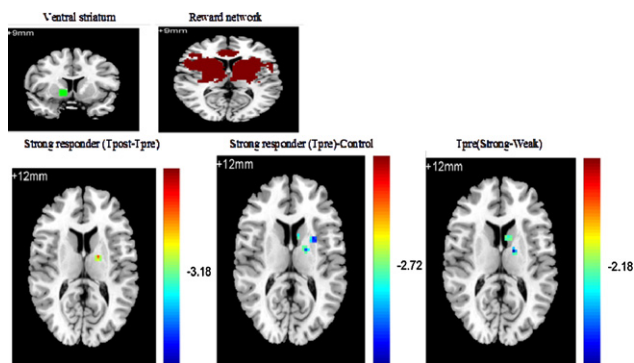 Ventral striatum
Reward network
+9mm
+9mm
Strong responder (Tpost-Tpre)
Strong responder (Tpre)-Control
Tpre(Strong-Weak)
+12mm
+12mm
+12mm
-3.18
-2.72
-2.18